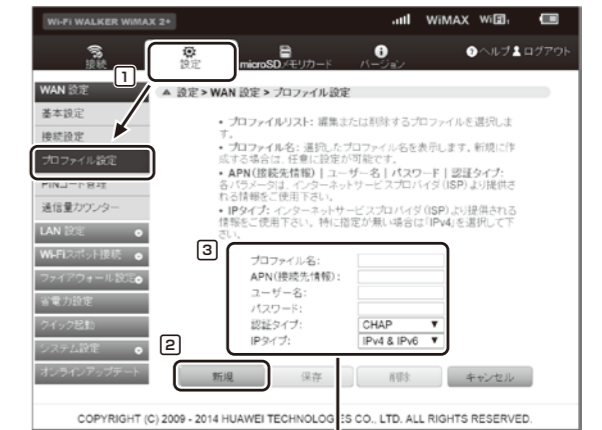 Wi-Fi WALKER WiMAX 2+
WiMAX WiFi
接続
設定
microSDメモリカード
バージョン
ヘルプ ログアウト
1
WAN 設定
設定 > WAN 設定 > プロファイル設定
基本設定
接続設定
プロファイル設定
PINコード管理
通信量カウンター
LAN 設定
Wi-Fiスポット接続
ファイアウォール設定
省電力設定
クイック起動
システム設定
オンラインアップデート
• プロファイルリスト: 編集または削除するプロファイルを選択しま
す。
• プロファイル名: 選択したプロファイル名を表示します。新規に作
成する場合は、任意に設定が可能です。
• APN(接続先情報) | ユーザー名 | パスワード | 認証タイプ:
各パラメータは、インターネットサービスプロバイダ(ISP)より提供さ
れる情報をご使用下さい。
• IPタイプ: インターネットサービスプロバイダ(ISP)より提供される
情報をご使用下さい。特に指定が無い場合は「IPv4」を選択して下
さい。
3
プロファイル名:
APN(接続先情報):
ユーザー名:
パスワード:
認証タイプ: CHAP
IPタイプ: IPv4 & IPv6
2
新規 保存 削除 キャンセル
COPYRIGHT (C) 2009 - 2014 HUAWEI TECHNOLOGIES CO., LTD. ALL RIGHTS RESERVED.